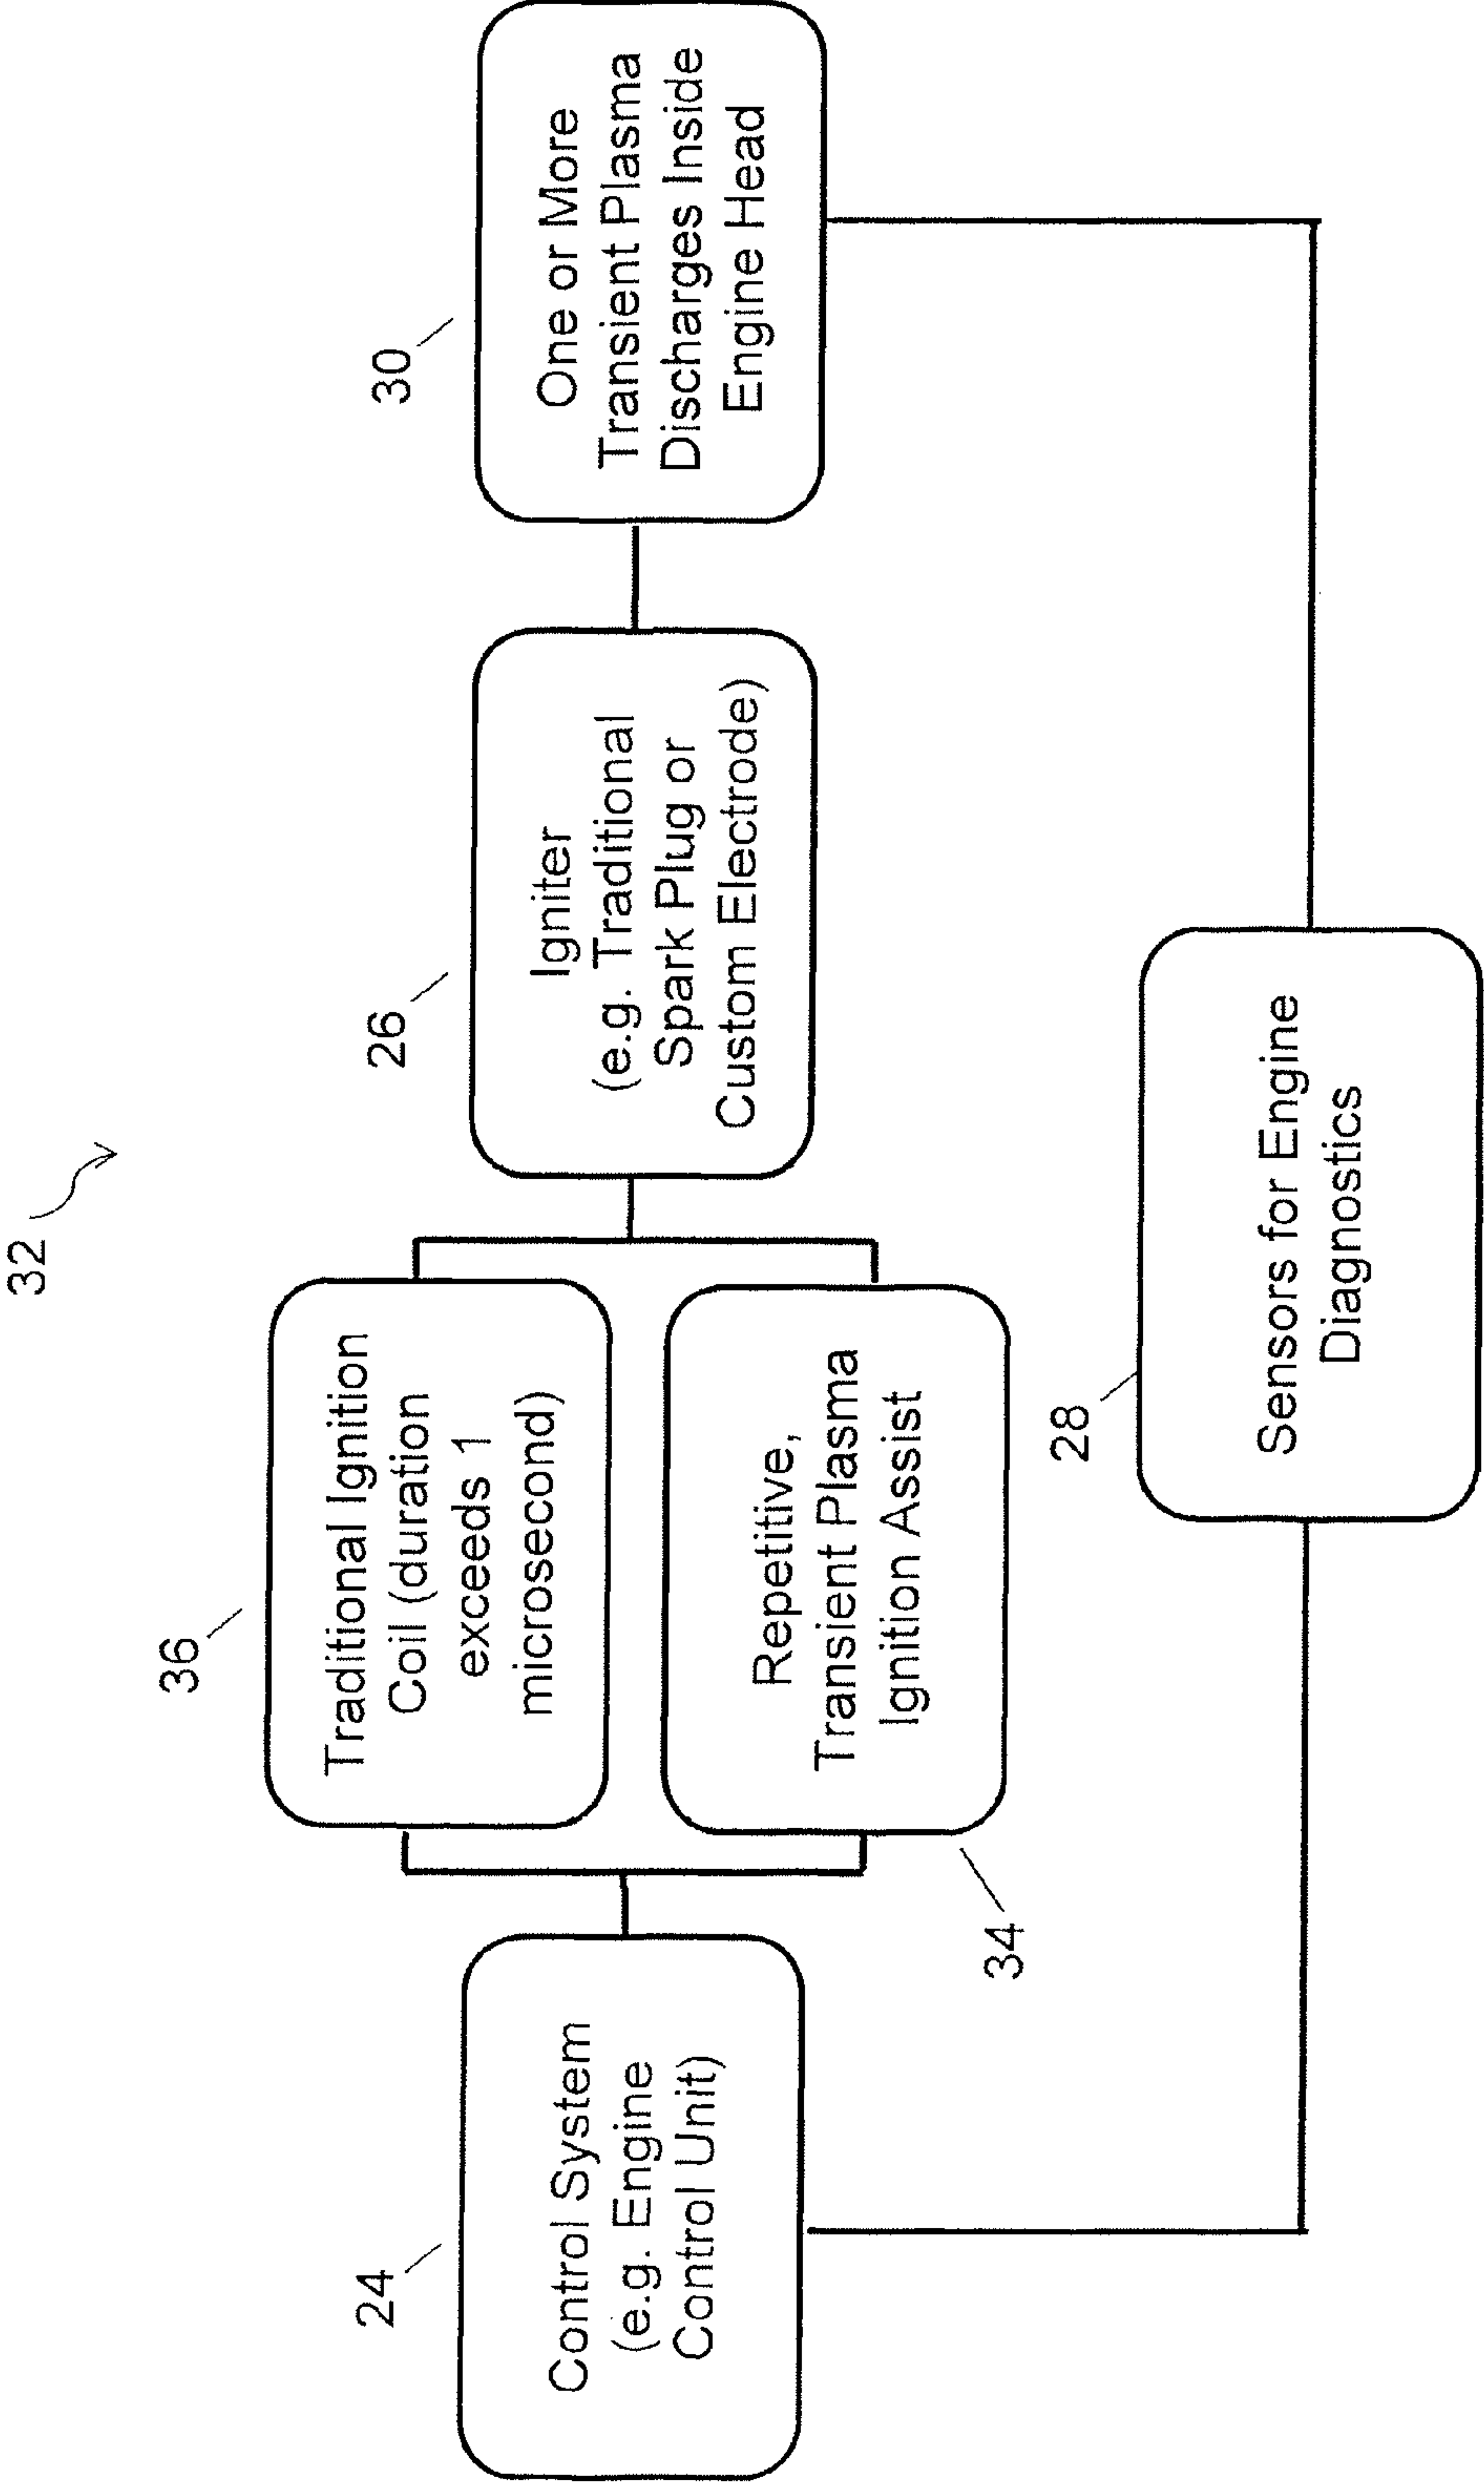 32
36
Traditional Ignition
Coil (duration
exceeds 1
microsecond)
24
Control System
(e.g. Engine
Control Unit)
34
Repetitive,
Transient Plasma
Ignition Assist
26
Igniter
(e.g. Traditional
Spark Plug or
Custom Electrode)
30
One or More
Transient Plasma
Discharges Inside
Engine Head
28
Sensors for Engine
Diagnostics